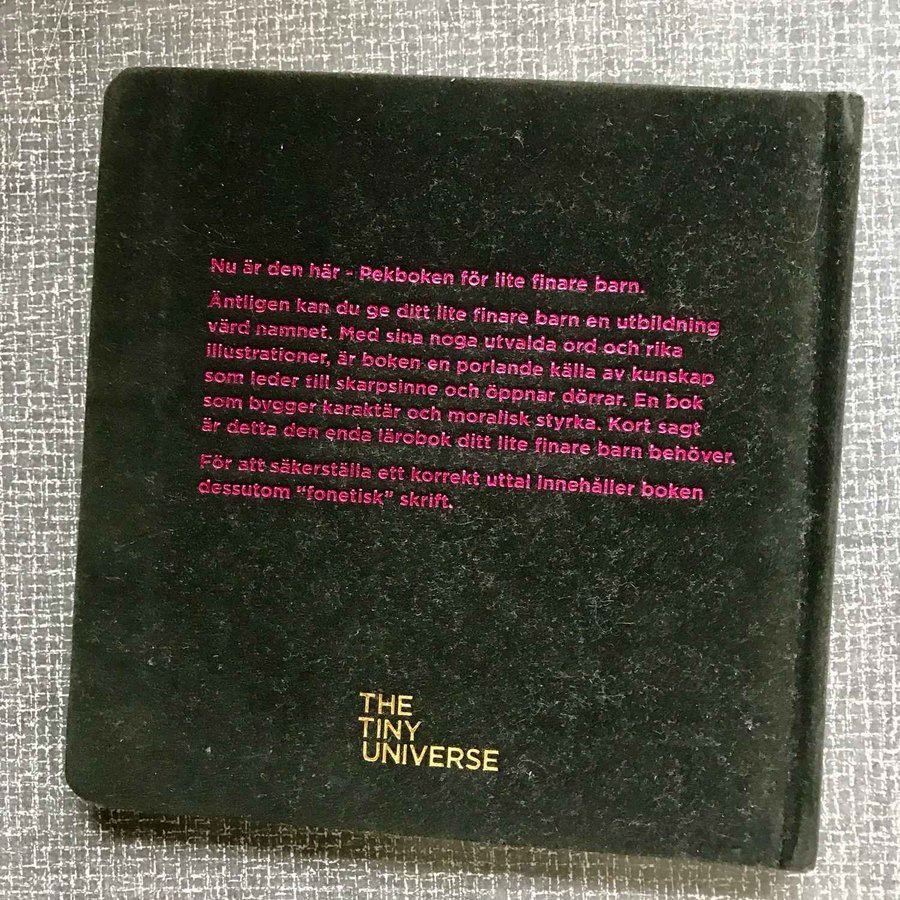 Nu är den här - Pekboken för lite finare barn.
Äntligen kan du ge ditt lite finare barn en utbildning
värd namnet. Med sina noga utvalda ord och rika
illustrationer, är boken en porlande källa av kunskap
som leder till skarpsinne och öppnar dörrar. En bok
som bygger karaktär och moralisk styrka. Kort sagt
är detta den enda lärobok ditt lite finare barn behöver.
För att säkerställa ett korrekt uttal innehåller boken
dessutom “fonetisk” skrift.
THE
TINY
UNIVERSE